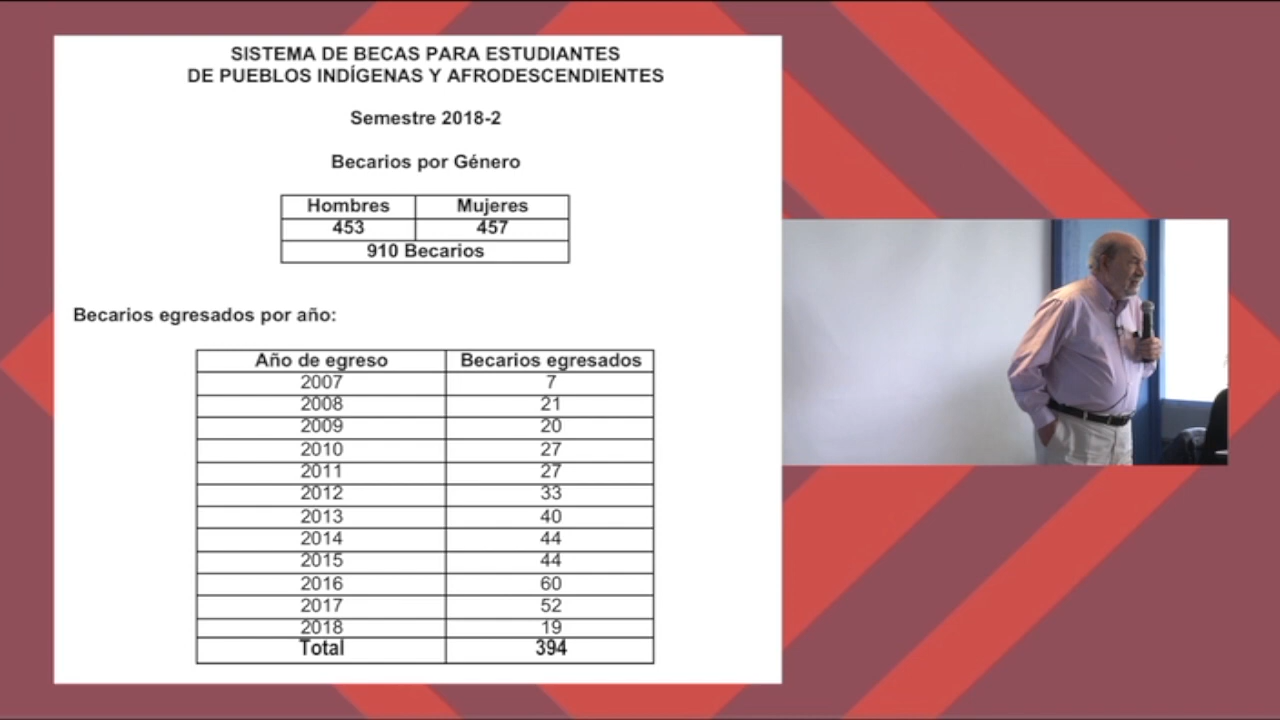 SISTEMA DE BECAS PARA ESTUDIANTES
DE PUEBLOS INDÍGENAS Y AFRODESCENDIENTES
Semestre 2018-2
Becarios por Género
Hombres Mujeres
453 457
910 Becarios
Becarios egresados por año:
Año de egreso Becarios egresados
2007 7
2008 21
2009 20
2010 27
2011 27
2012 33
2013 40
2014 44
2015 44
2016 60
2017 52
2018 19
Total 394